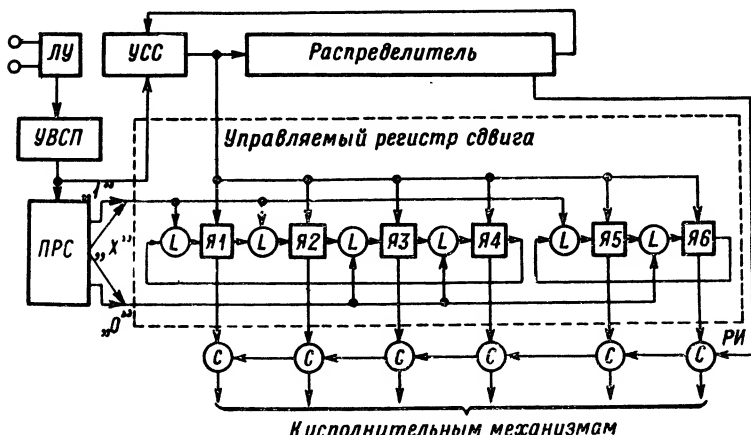 ЛУ
УСС
Распределитель
УВСП
Управляемый регистр сдвига
„1"
ПРС
„X"
„0"
L Я1 L Я2 L Я3 L Я4 L Я5 L Я6
РИ
C C C C C C
К исполнительным механизмам